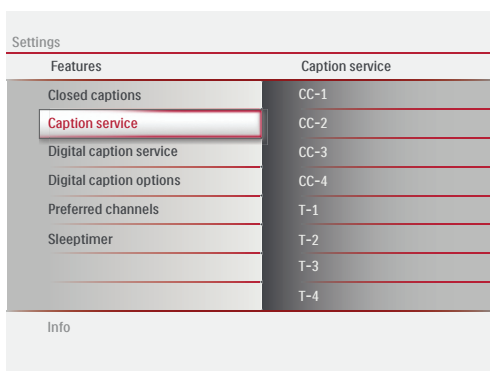 Settings
Features Caption service
Closed captions CC-1
Caption service CC-2
Digital caption service CC-3
Digital caption options CC-4
Preferred channels T-1
Sleeptimer T-2
T-3
T-4
Info